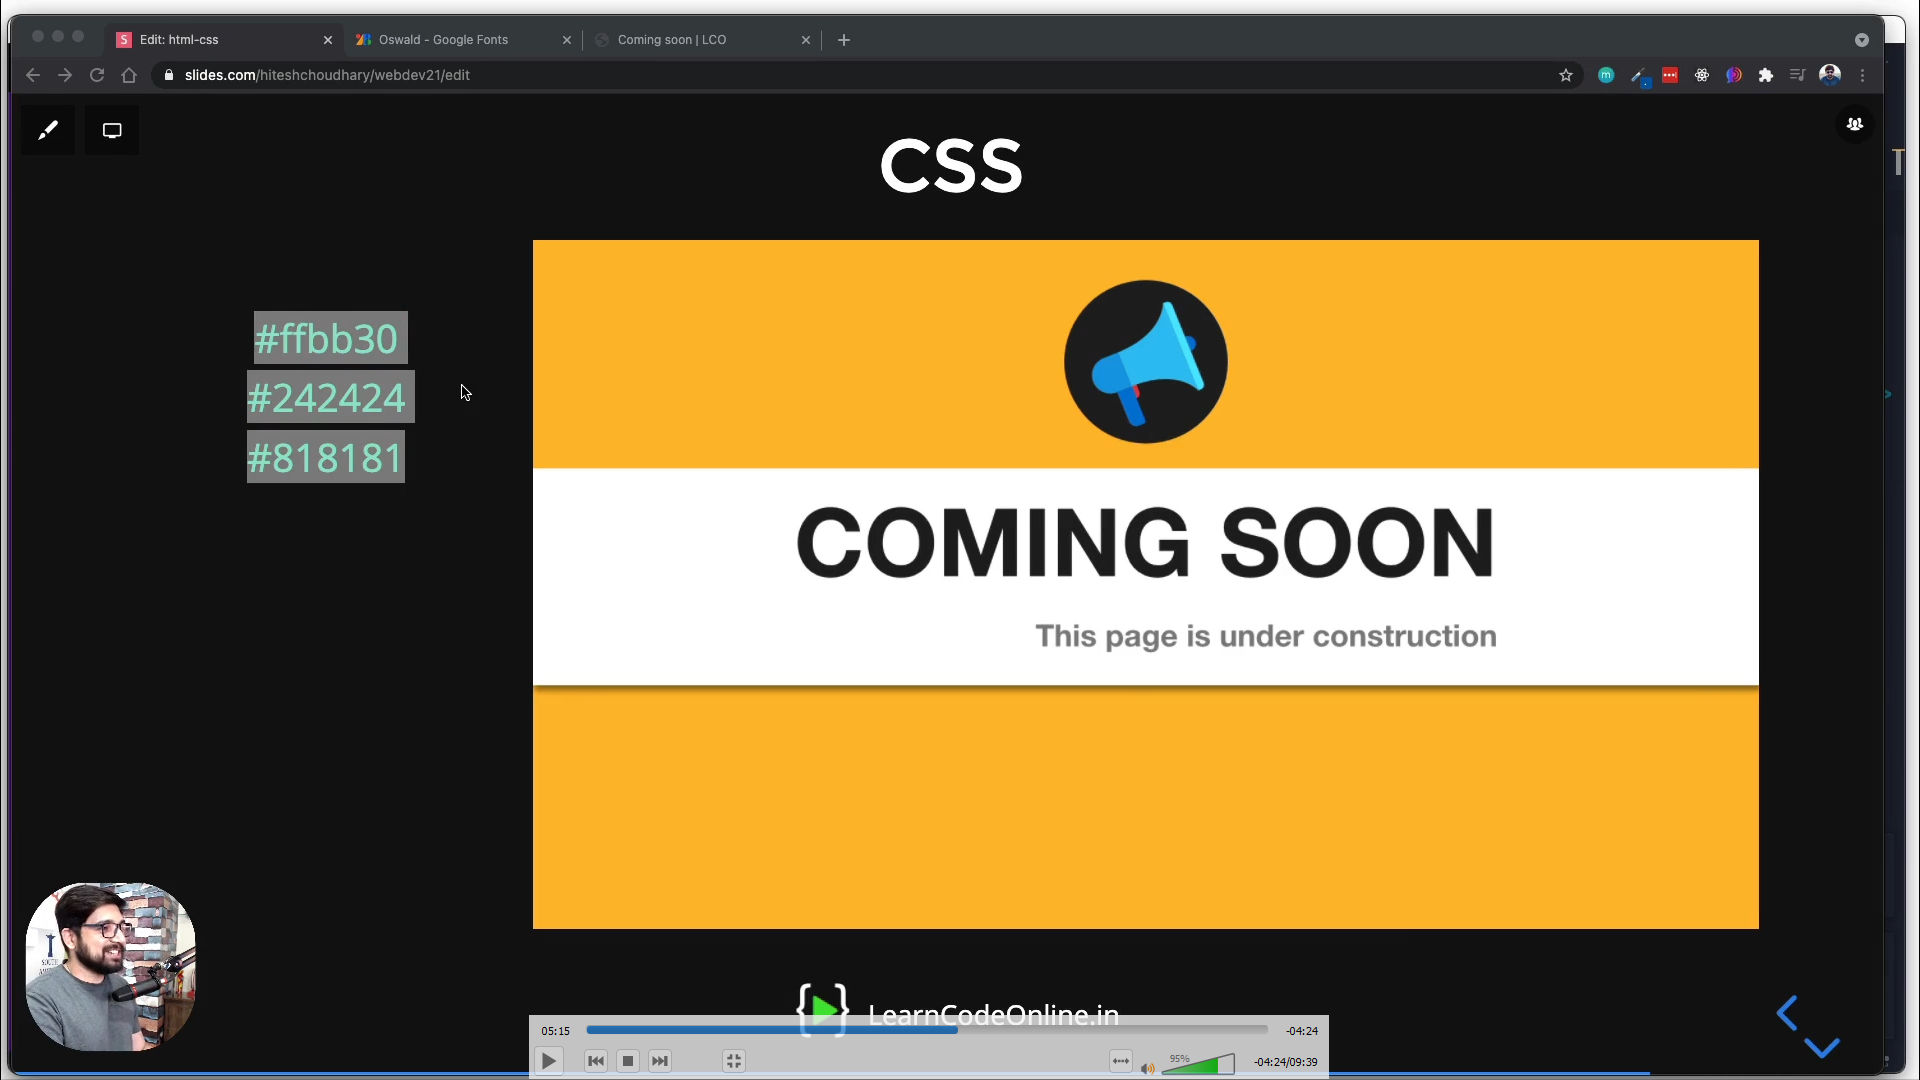 Edit: html-css
Oswald - Google Fonts
Coming soon | LCO
slides.com/hiteshchoudhary/webdev21/edit
CSS
#ffbb30
#242424
#818181
COMING SOON
This page is under construction
LearnCodeOnline.in
05:15
-04:24
95%
-04:24/09:39